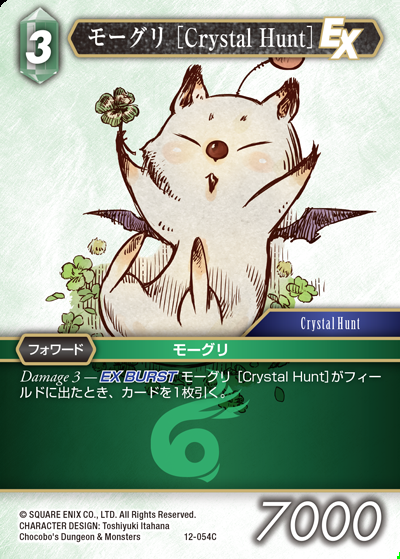 3
モーグリ [Crystal Hunt]
EX
Crystal Hunt
フォワード
モーグリ
Damage 3 — EX BURST モーグリ [Crystal Hunt]がフィー
ルドに出たとき、カードを1枚引く。
6
© SQUARE ENIX CO., LTD. All Rights Reserved.
CHARACTER DESIGN: Toshiyuki Itahana
Chocobo's Dungeon & Monsters
12-054C
7000